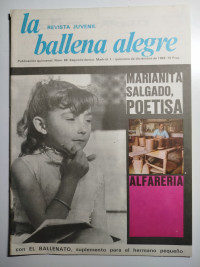 la
REVISTA JUVENIL
ballena alegre
MARIANITA
SALGADO,
POETISA
ALFARERIA
con EL BALLENATO, suplemento para el hermano pequeño